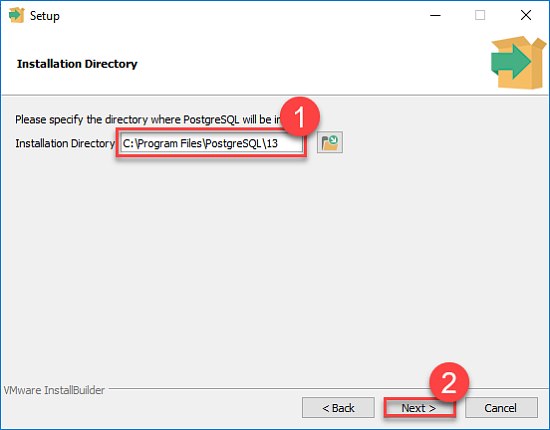 Setup
Installation Directory
Please specify the directory where PostgreSQL will be in
1
Installation Directory C:\Program Files\PostgreSQL\13
VMware InstallBuilder
2
< Back Next > Cancel